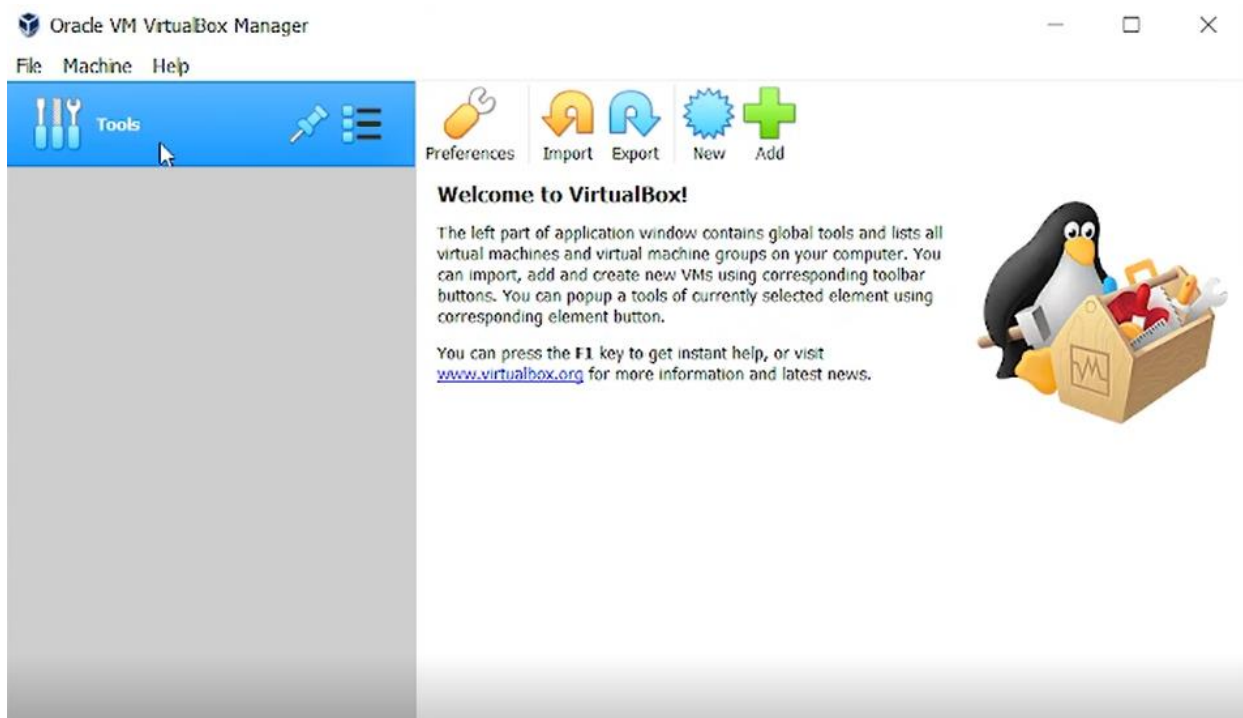 Oracle VM VirtualBox Manager
File Machine Help
Tools
Preferences Import Export New Add
Welcome to VirtualBox!
The left part of application window contains global tools and lists all
virtual machines and virtual machine groups on your computer. You
can import, add and create new VMs using corresponding toolbar
buttons. You can popup a tools of currently selected element using
corresponding element button.
You can press the F1 key to get instant help, or visit
www.virtualbox.org for more information and latest news.